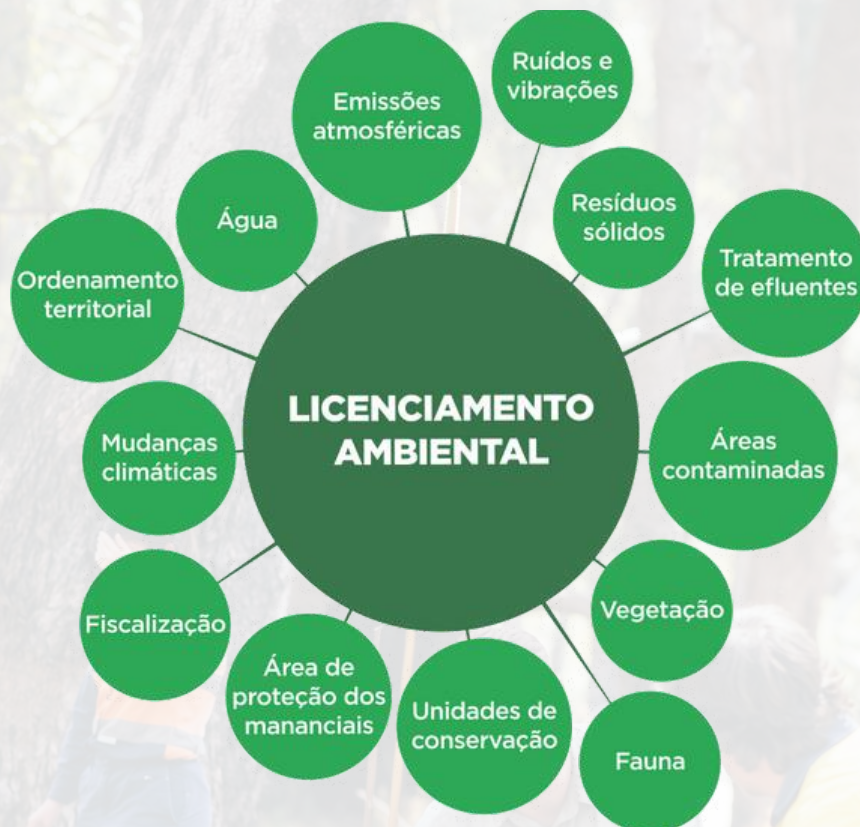 LICENCIAMENTO
AMBIENTAL
Emissões
atmosféricas
Ruídos e
vibrações
Resíduos
sólidos
Tratamento
de efluentes
Áreas
contaminadas
Vegetação
Fauna
Unidades de
conservação
Área de
proteção dos
mananciais
Fiscalização
Mudanças
climáticas
Ordenamento
territorial
Água